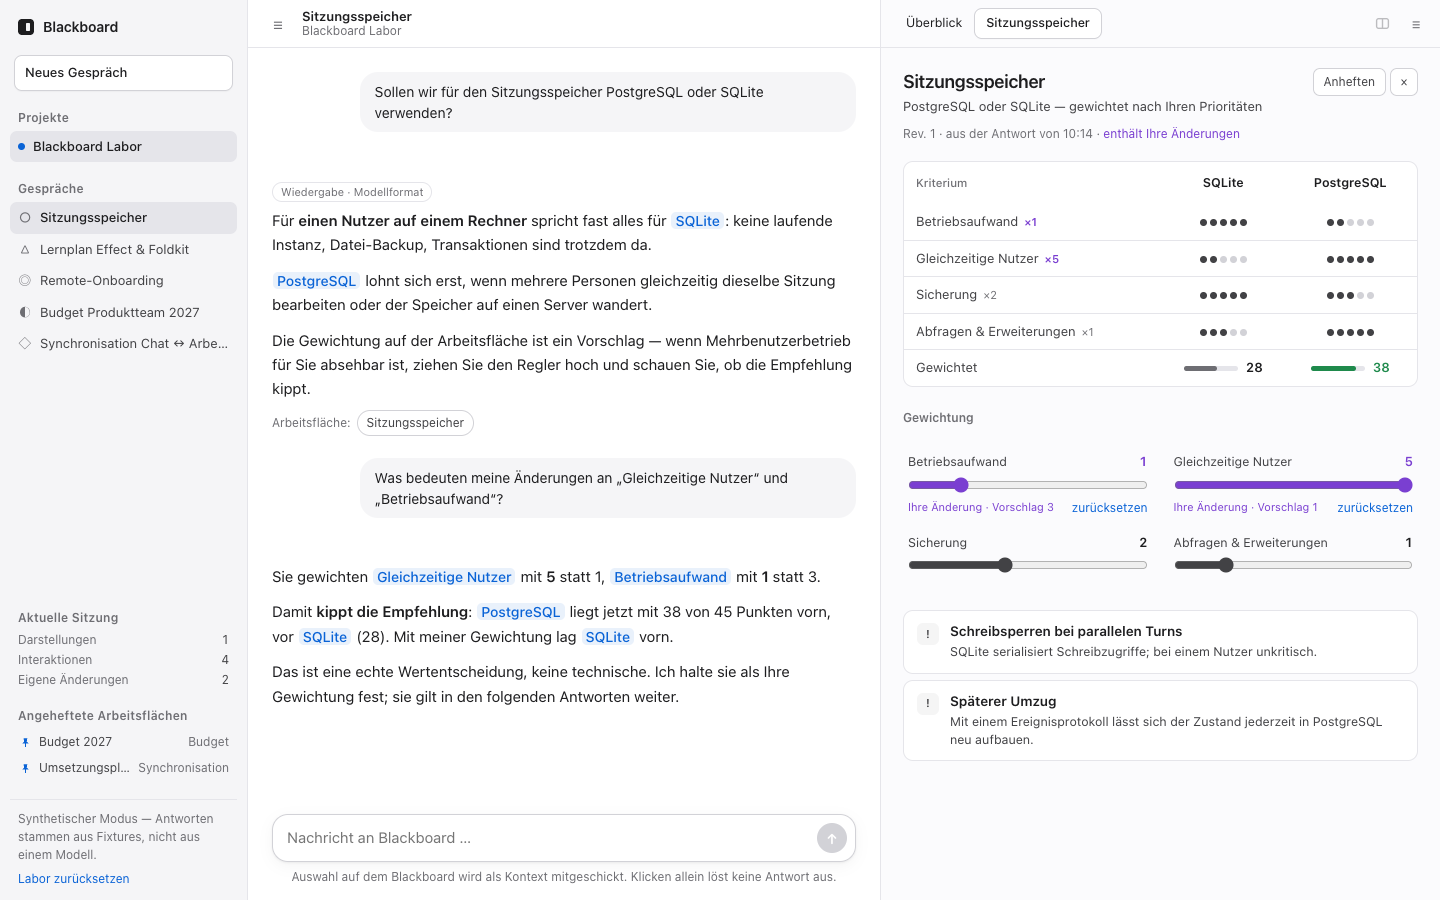 Blackboard
Neues Gespräch
Projekte
Blackboard Labor
Gespräche
Sitzungsspeicher
Lernplan Effect & Foldkit
Remote-Onboarding
Budget Produktteam 2027
Synchronisation Chat ↔ Arbe...
Aktuelle Sitzung
Darstellungen 1
Interaktionen 4
Eigene Änderungen 2
Angeheftete Arbeitsflächen
Budget 2027 Budget
Umsetzungspl... Synchronisation
Synthetischer Modus — Antworten
stammen aus Fixtures, nicht aus
einem Modell.
Labor zurücksetzen
Sitzungsspeicher
Blackboard Labor
Sollen wir für den Sitzungsspeicher PostgreSQL oder SQLite
verwenden?
Wiedergabe · Modellformat
Für einen Nutzer auf einem Rechner spricht fast alles für SQLite : keine laufende
Instanz, Datei-Backup, Transaktionen sind trotzdem da.
PostgreSQL lohnt sich erst, wenn mehrere Personen gleichzeitig dieselbe Sitzung
bearbeiten oder der Speicher auf einen Server wandert.
Die Gewichtung auf der Arbeitsfläche ist ein Vorschlag — wenn Mehrbenutzerbetrieb
für Sie absehbar ist, ziehen Sie den Regler hoch und schauen Sie, ob die Empfehlung
kippt.
Arbeitsfläche: Sitzungsspeicher
Was bedeuten meine Änderungen an „Gleichzeitige Nutzer“ und
„Betriebsaufwand“?
Sie gewichten Gleichzeitige Nutzer mit 5 statt 1, Betriebsaufwand mit 1 statt 3.
Damit kippt die Empfehlung: PostgreSQL liegt jetzt mit 38 von 45 Punkten vorn,
vor SQLite (28). Mit meiner Gewichtung lag SQLite vorn.
Das ist eine echte Wertentscheidung, keine technische. Ich halte sie als Ihre
Gewichtung fest; sie gilt in den folgenden Antworten weiter.
Nachricht an Blackboard ...
Auswahl auf dem Blackboard wird als Kontext mitgeschickt. Klicken allein löst keine Antwort aus.
Überblick Sitzungsspeicher
Sitzungsspeicher
Anheften ×
PostgreSQL oder SQLite — gewichtet nach Ihren Prioritäten
Rev. 1 · aus der Antwort von 10:14 · enthält Ihre Änderungen
Kriterium SQLite PostgreSQL
Betriebsaufwand ×1
Gleichzeitige Nutzer ×5
Sicherung ×2
Abfragen & Erweiterungen ×1
Gewichtet 28 38
Gewichtung
Betriebsaufwand 1
Ihre Änderung · Vorschlag 3 zurücksetzen
Gleichzeitige Nutzer 5
Ihre Änderung · Vorschlag 1 zurücksetzen
Sicherung 2
Abfragen & Erweiterungen 1
! Schreibsperren bei parallelen Turns
SQLite serialisiert Schreibzugriffe; bei einem Nutzer unkritisch.
! Späterer Umzug
Mit einem Ereignisprotokoll lässt sich der Zustand jederzeit in PostgreSQL
neu aufbauen.